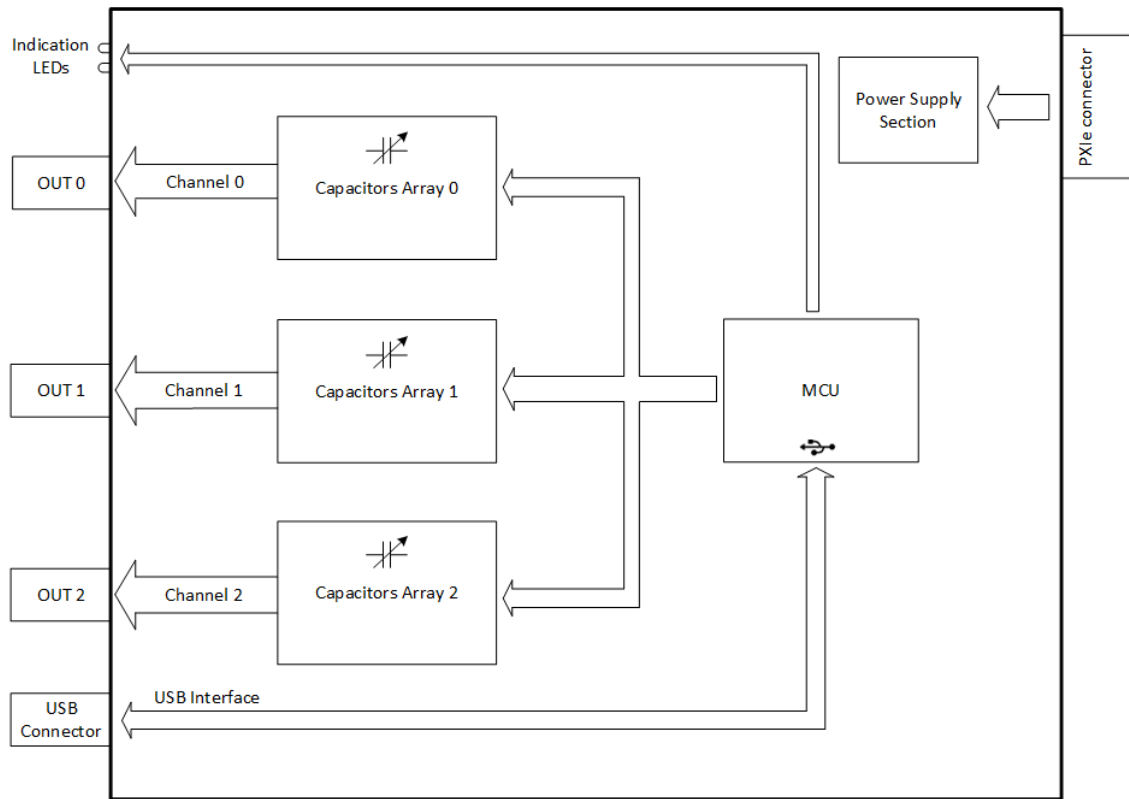 Indication
LEDs
Power Supply
Section
PXIe connector
OUT 0
Channel 0
Capacitors Array 0
OUT 1
Channel 1
Capacitors Array 1
MCU
OUT 2
Channel 2
Capacitors Array 2
USB Interface
USB
Connector